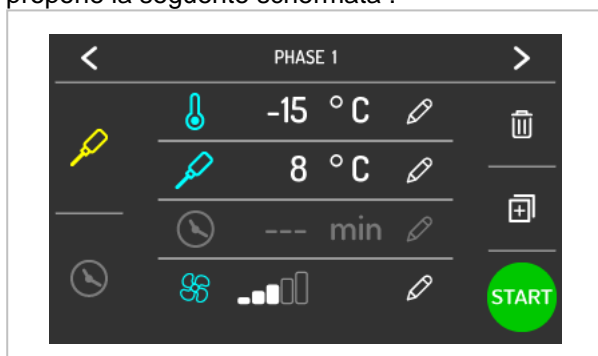 propone la seguente schermata :
PHASE 1
-15 °C
8 °C
--- min
START